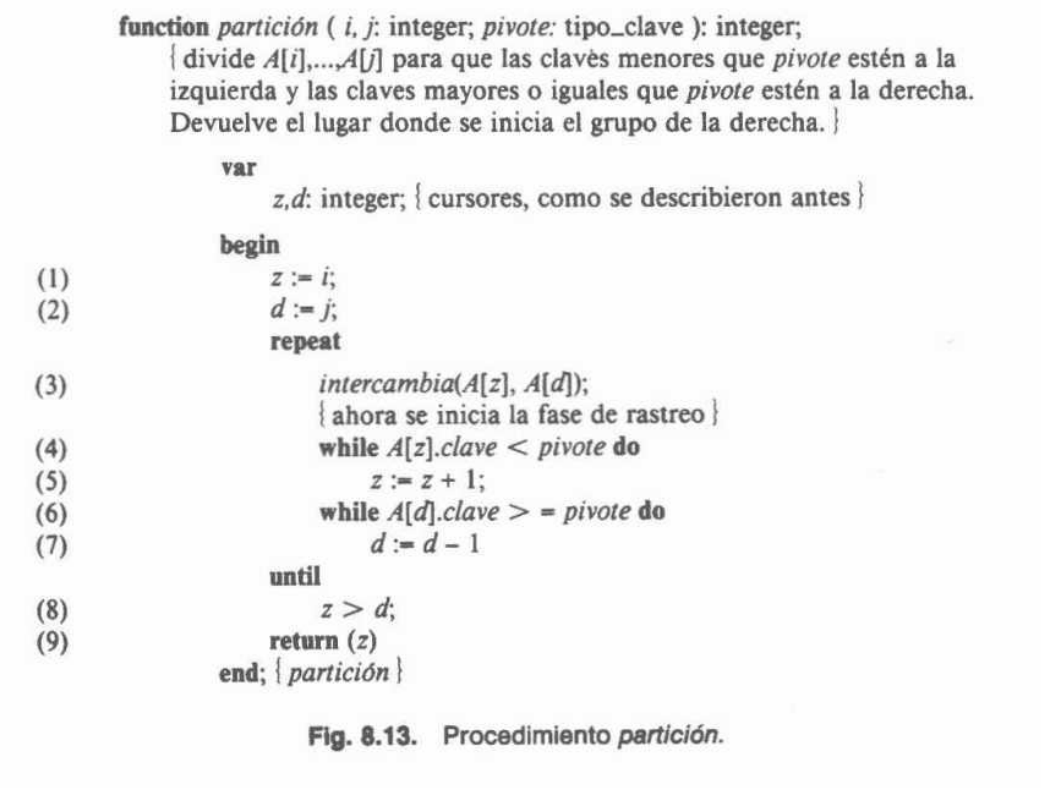 function partición ( i, j: integer; pivote: tipo_clave ): integer;
{ divide A[i],...,A[j] para que las clavès menores que pivote estén a la
izquierda y las claves mayores o iguales que pivote estén a la derecha.
Devuelve el lugar donde se inicia el grupo de la derecha. }
var
z,d: integer; { cursores, como se describieron antes }
begin
(1) z := i;
(2) d := j;
repeat
(3) intercambia(A[z], A[d]);
{ ahora se inicia la fase de rastreo }
(4) while A[z].clave < pivote do
(5) z := z + 1;
(6) while A[d].clave > = pivote do
(7) d := d – 1
until
(8) z > d;
(9) return (z)
end; { partición }
Fig. 8.13. Procedimiento partición.